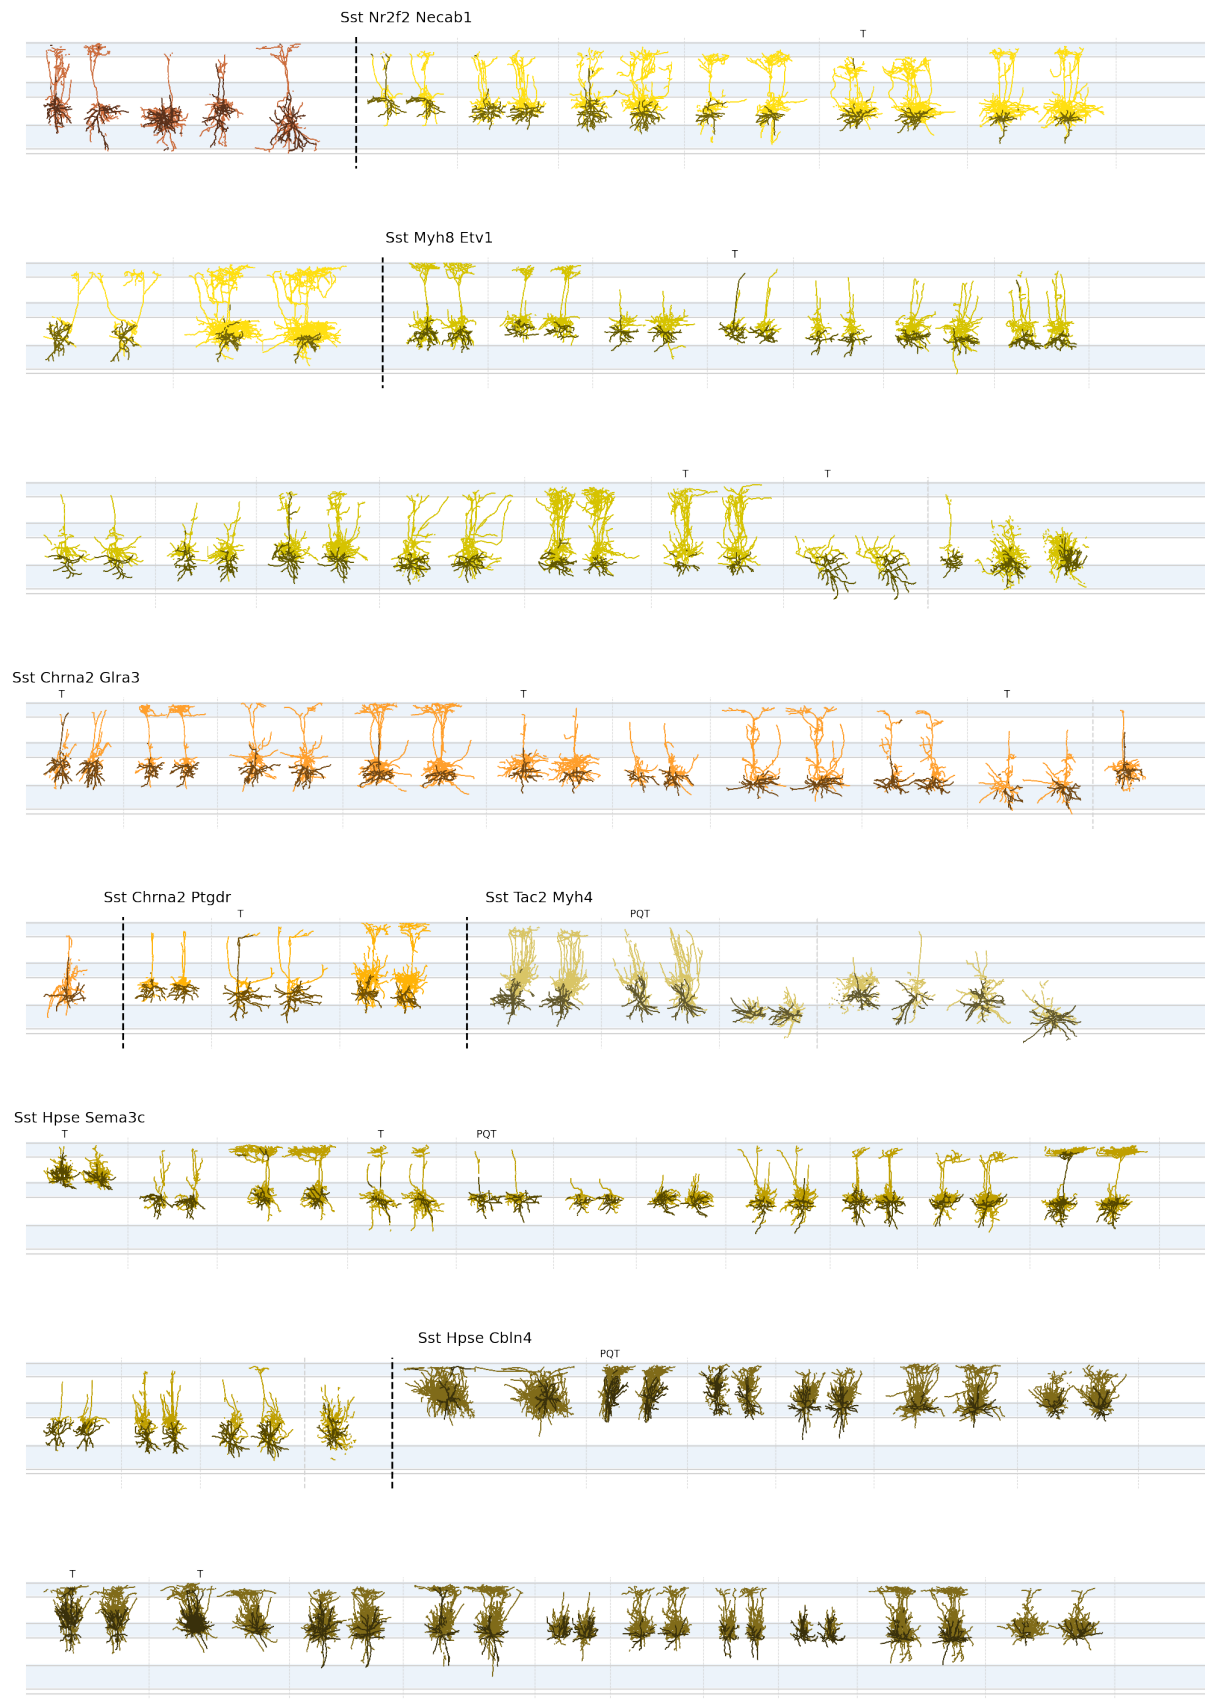 Sst Nr2f2 Necab1
T
Sst Myh8 Etv1
T
T T
Sst Chrna2 Glra3
T T T
Sst Chrna2 Ptgdr Sst Tac2 Myh4
T PQT
Sst Hpse Sema3c
T T PQT
Sst Hpse Cbln4
PQT
T T